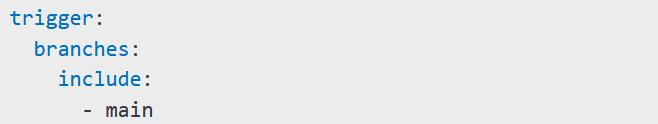 trigger:
  branches:
    include:
      - main